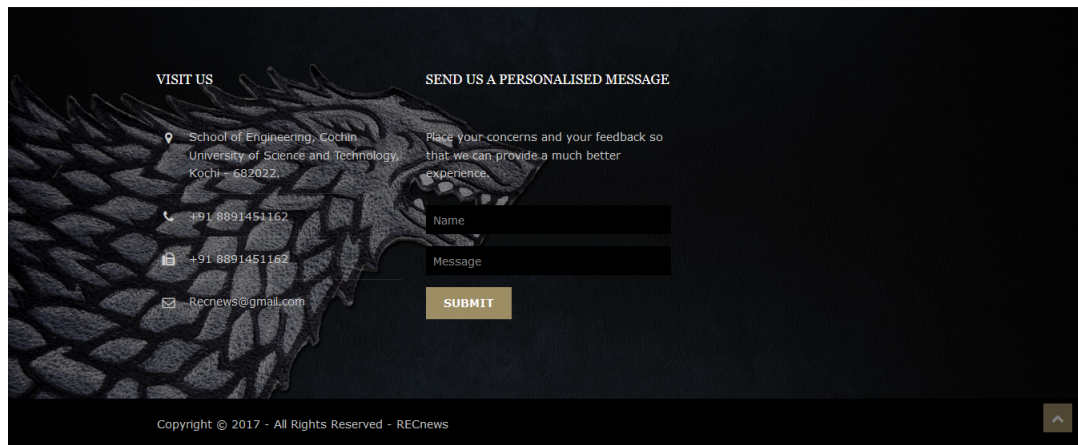 VISIT US
School of Engineering, Cochin
University of Science and Technology,
Kochi - 682022.
+91 8891451162
+91 8891451162
Recnews@gmail.com
SEND US A PERSONALISED MESSAGE
Place your concerns and your feedback so
that we can provide a much better
experience.
Name
Message
SUBMIT
Copyright © 2017 - All Rights Reserved - RECnews